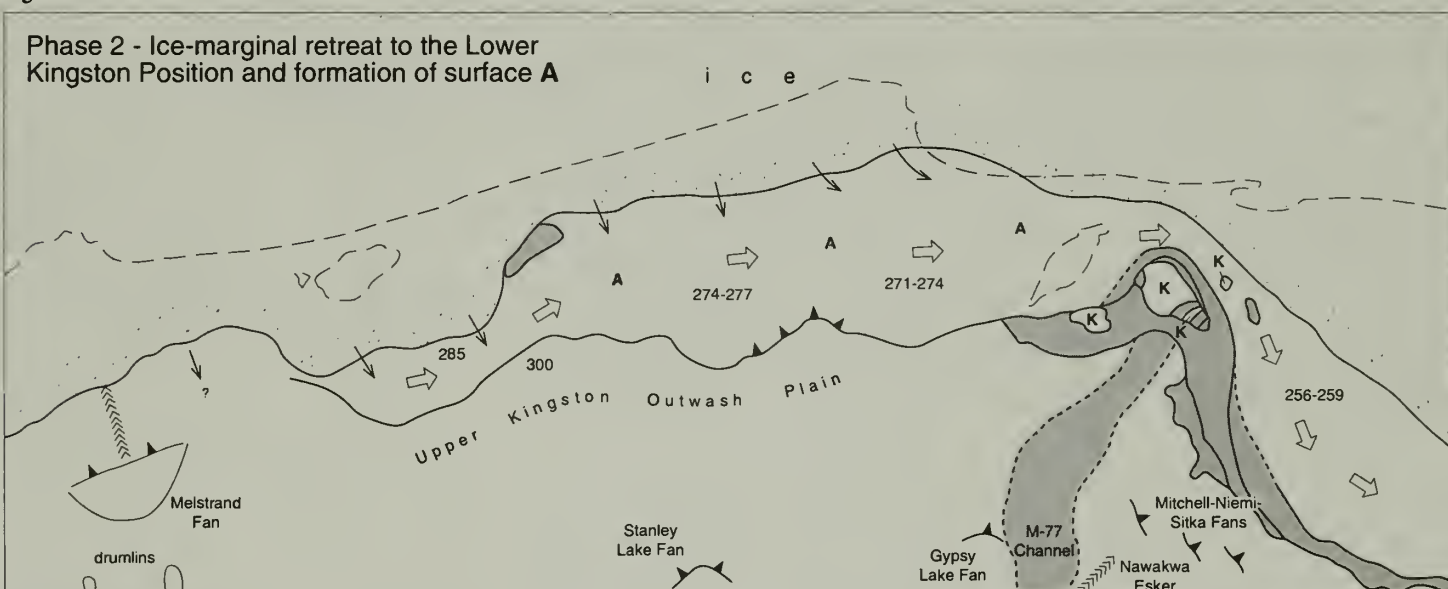 Phase 2 - Ice-marginal retreat to the Lower
Kingston Position and formation of surface A
i c e
A
A
A
K
K
K
K
274-277
271-274
285
300
256-259
Upper Kingston Outwash Plain
Melstrand
Fan
drumlins
?
Stanley
Lake Fan
Gypsy
Lake Fan
M-77
Channel
Mitchell-Niemi-
Sitka Fans
Nawakwa
Esker